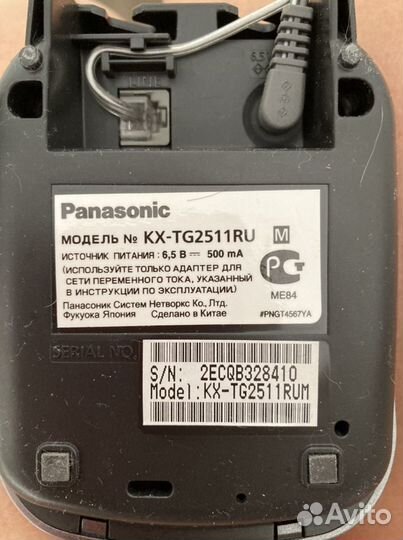 LINE
6,5V
Panasonic
МОДЕЛЬ № KX-TG2511RU M
ИСТОЧНИК ПИТАНИЯ: 6,5 В 500 мА
(ИСПОЛЬЗУЙТЕ ТОЛЬКО АДАПТЕР ДЛЯ
СЕТИ ПЕРЕМЕННОГО ТОКА, УКАЗАННЫЙ
В ИНСТРУКЦИИ ПО ЭКСПЛУАТАЦИИ.)
Панасоник Систем Нетворкс Ко., Лтд.
Фукуока Япония Сделано в Китае
ME84
#PNGT4567YA
SERIAL NO.
S/N: 2ECQB328410
Model: KX-TG2511RUM
Avito